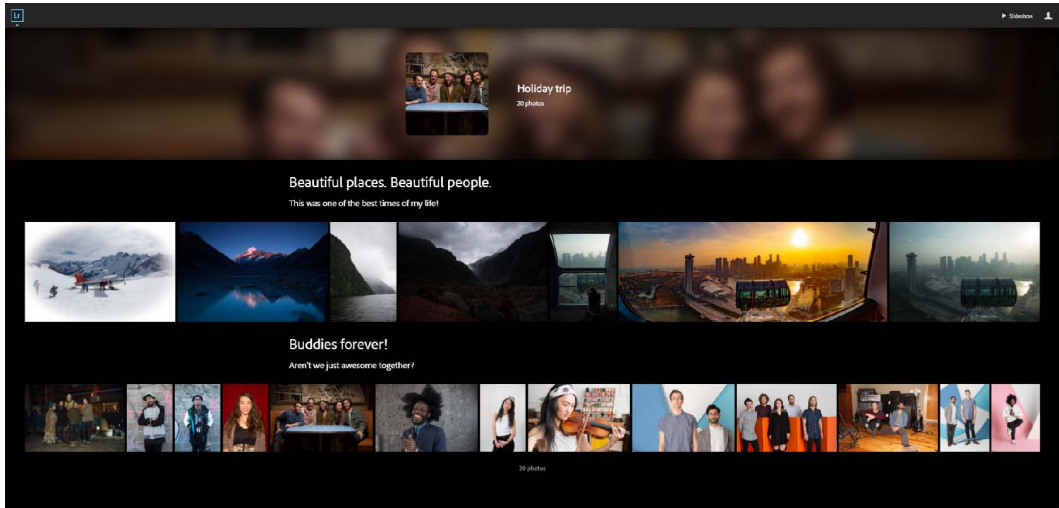 Lr
Slideshow
Holiday trip
20 photos
Beautiful places. Beautiful people.
This was one of the best times of my life!
Buddies forever!
Aren't we just awesome together?
20 photos